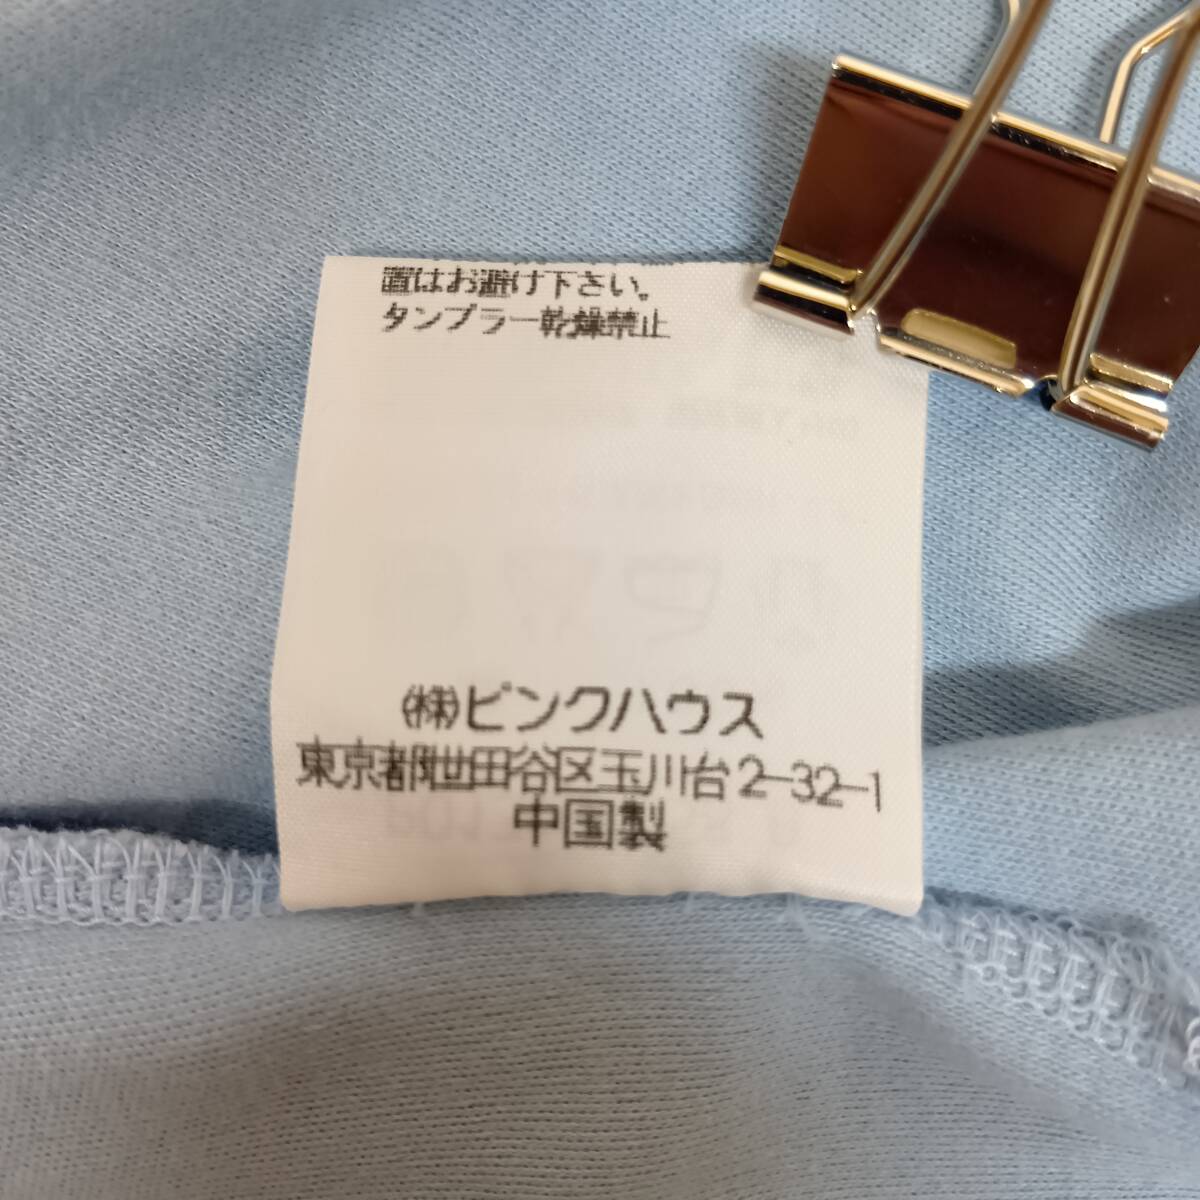 置はお避け下さい。
タンブラー乾燥禁止
(株)ピンクハウス
東京都世田谷区玉川台2-32-1
中国製